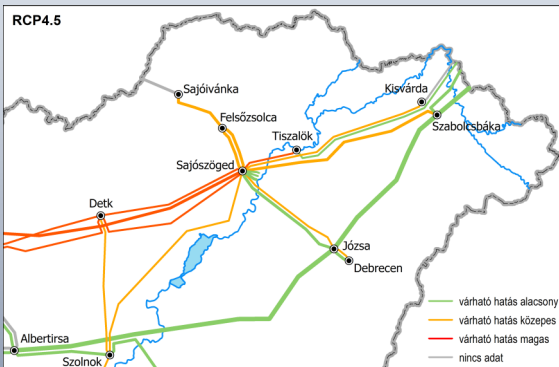 RCP4.5
Sajóivánka
Kisvárda
Felsőzsolca
Szabolcsbáka
Tiszalök
Sajószöged
Detk
Józsa
Debrecen
várható hatás alacsony
várható hatás közepes
várható hatás magas
nincs adat
Albertirsa
Szolnok